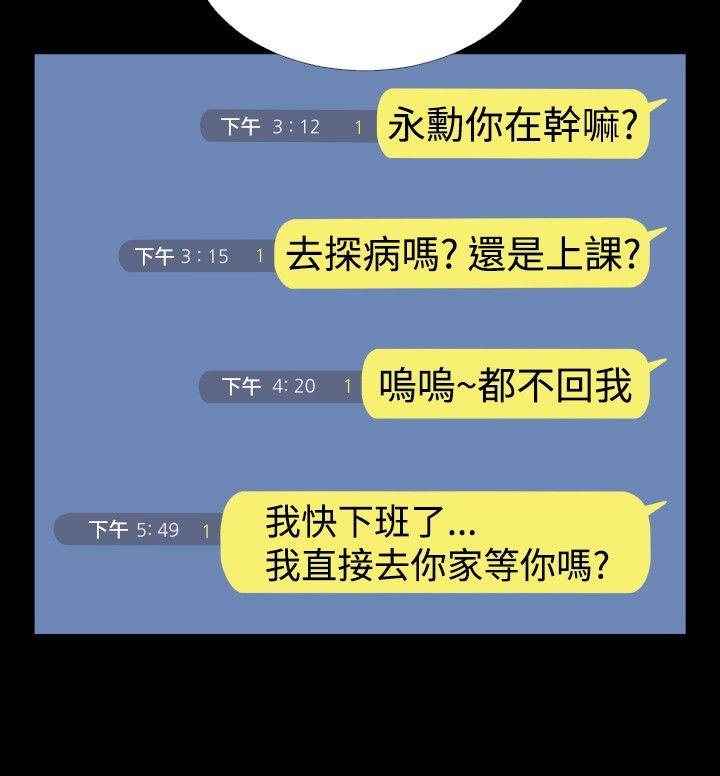 下午 3:12 1 永勳你在幹嘛?
下午 3:15 1 去探病嗎? 還是上課?
下午 4:20 1 嗚嗚~都不回我
下午 5:49 1 我快下班了...
我直接去你家等你嗎?